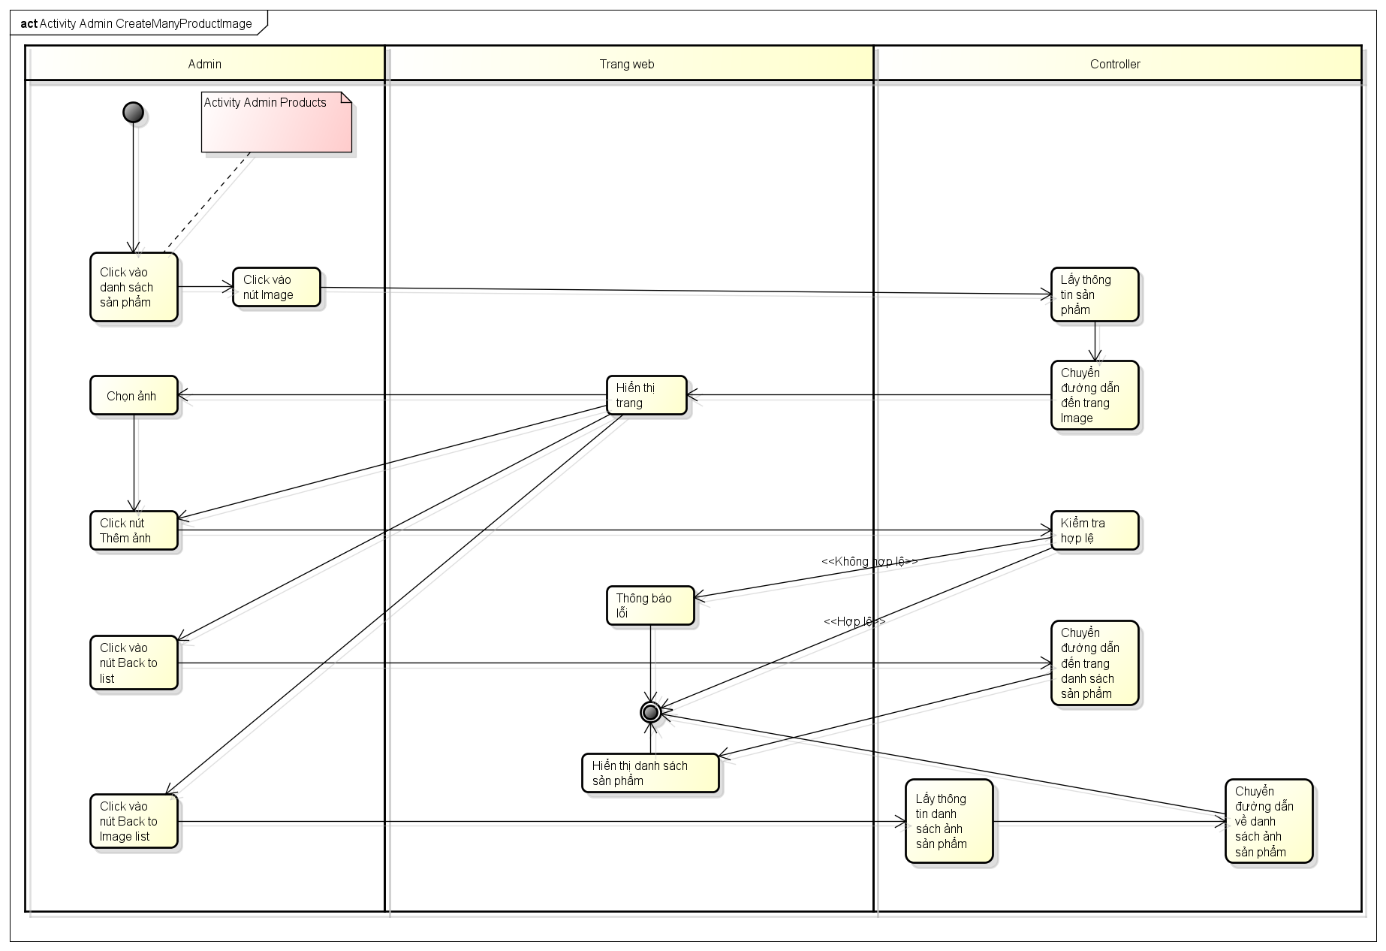 act Activity Admin CreateManyProductImage
Admin
Trang web
Controller
Activity Admin Products
Click vào
danh sách
sản phẩm
Click vào
nút Image
Lấy thông
tin sản
phẩm
Chọn ảnh
Hiển thị
trang
Chuyển
đường dẫn
đến trang
Image
Click nút
Thêm ảnh
Kiểm tra
hợp lệ
<<Không hợp lệ>>
Thông báo
lỗi
<<Hợp lệ>>
Click vào
nút Back to
list
Chuyển
đường dẫn
đến trang
danh sách
sản phẩm
Hiển thị danh sách
sản phẩm
Click vào
nút Back to
Image list
Lấy thông
tin danh
sách ảnh
sản phẩm
Chuyển
đường dẫn
về danh
sách ảnh
sản phẩm